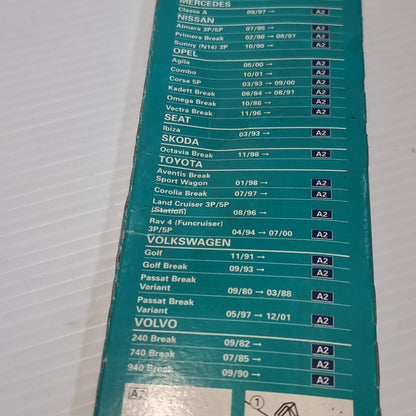 MERCEDES
Classe A 09/97 → A2
NISSAN
Almera 3P/5P 07/95 → A2
Primera Break 02/90 → 08/97 A2
Sunny (N14) 3P 10/90 → A2
OPEL
Agila 05/00 → A2
Combo 10/01 → A2
Corsa 5P 03/93 → 09/00 A2
Kadett Break 08/84 → 08/91 A2
Omega Break 10/86 → A2
Vectra Break 11/96 → A2
SEAT
Ibiza 03/93 → A2
SKODA
Octavia Break 11/98 → A2
TOYOTA
Aventis Break
Sport Wagon 01/98 → A2
Corolla Break 07/97 → A2
Land Cruiser 3P/5P
(Station) 08/96 → A2
Rav 4 (Funcruiser)
3P/5P 04/94 → 07/00 A2
VOLKSWAGEN
Golf 11/91 → A2
Golf Break 09/93 → A2
Passat Break
Variant 09/80 → 03/88 A2
Passat Break
Variant 05/97 → 12/01 A2
VOLVO
240 Break 09/82 → A2
740 Break 07/85 → A2
940 Break 09/90 → A2
1